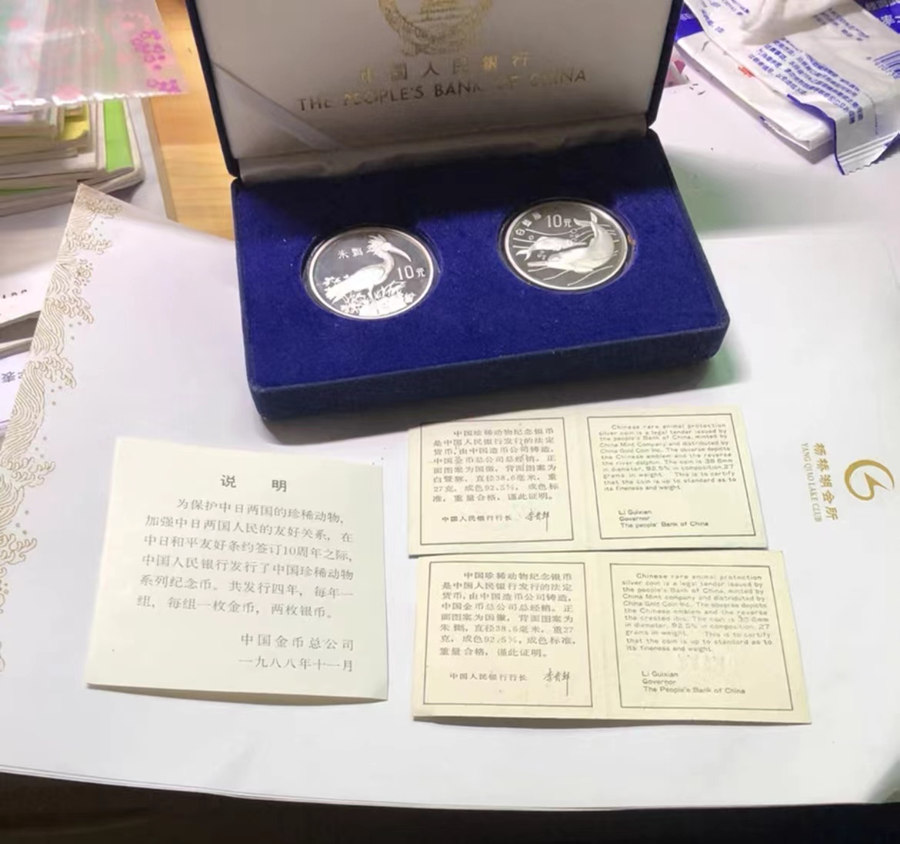 中国人民银行
THE PEOPLE'S BANK OF CHINA
朱鹮
10元
白暨豚
10元
说 明
为保护中日两国的珍稀动物,
加强中日两国人民的友好关系, 在
中日和平友好条约签订10周年之际,
中国人民银行发行了中国珍稀动物
系列纪念币。共发行四年, 每年一
组, 每组一枚金币, 两枚银币。
中国金币总公司
一九八八年十一月
中国珍稀动物纪念银币
是中国人民银行发行的法定
货币, 由中国造币公司铸造,
中国金币总公司总经销。正
面图案为国徽, 背面图案为
白暨豚, 直径38.6毫米, 重
27克, 成色92.5%, 成色标
准, 重量合格, 谨此证明。
中国人民银行行长 李贵鲜
Chinese rare animal protection
silver coin is a legal tender issued by
the people's Bank of China, minted by
China Mint Company and distributed by
China Gold Coin Inc. The obverse depicts
the Chinese emblem and the reverse
the river dolphin. The coin is 38.6mm
in diameter, 92.5% in composition, 27
grams in weight. This is to certify
that the coin is up to standard as to
its fineness and weight.
Li Guixian
Governor
The people's Bank of China
中国珍稀动物纪念银币
是中国人民银行发行的法定
货币, 由中国造币公司铸造,
中国金币总公司总经销。正
面图案为国徽, 背面图案为
朱鹮, 直径38.6毫米, 重27
克, 成色92.5%, 成色标准,
重量合格, 谨此证明。
中国人民银行行长 李贵鲜
Chinese rare animal protection
silver coin is a legal tender issued by
the people's Bank of China, minted by
China Mint company and distributed by
China Gold Coin Inc. The obverse depicts
the Chinese emblem and the reverse
the crested ibis. The coin is 38.6mm
in diameter, 92.5% in composition, 27
grams in weight. This is to certify
that the coin is up to standard as to
its fineness and weight.
Li Guixian
Governor
The People's Bank of China
湖会所
LAKE CLUB